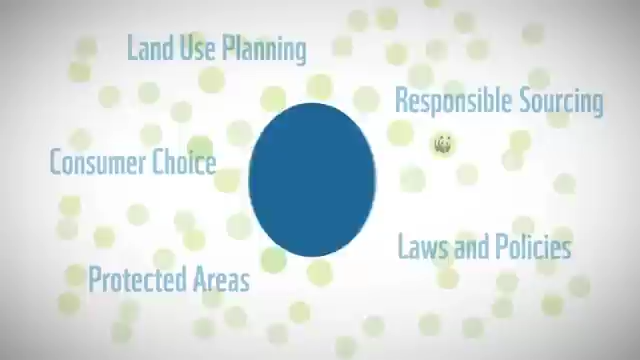 Land Use Planning
Responsible Sourcing
Consumer Choice
Laws and Policies
Protected Areas